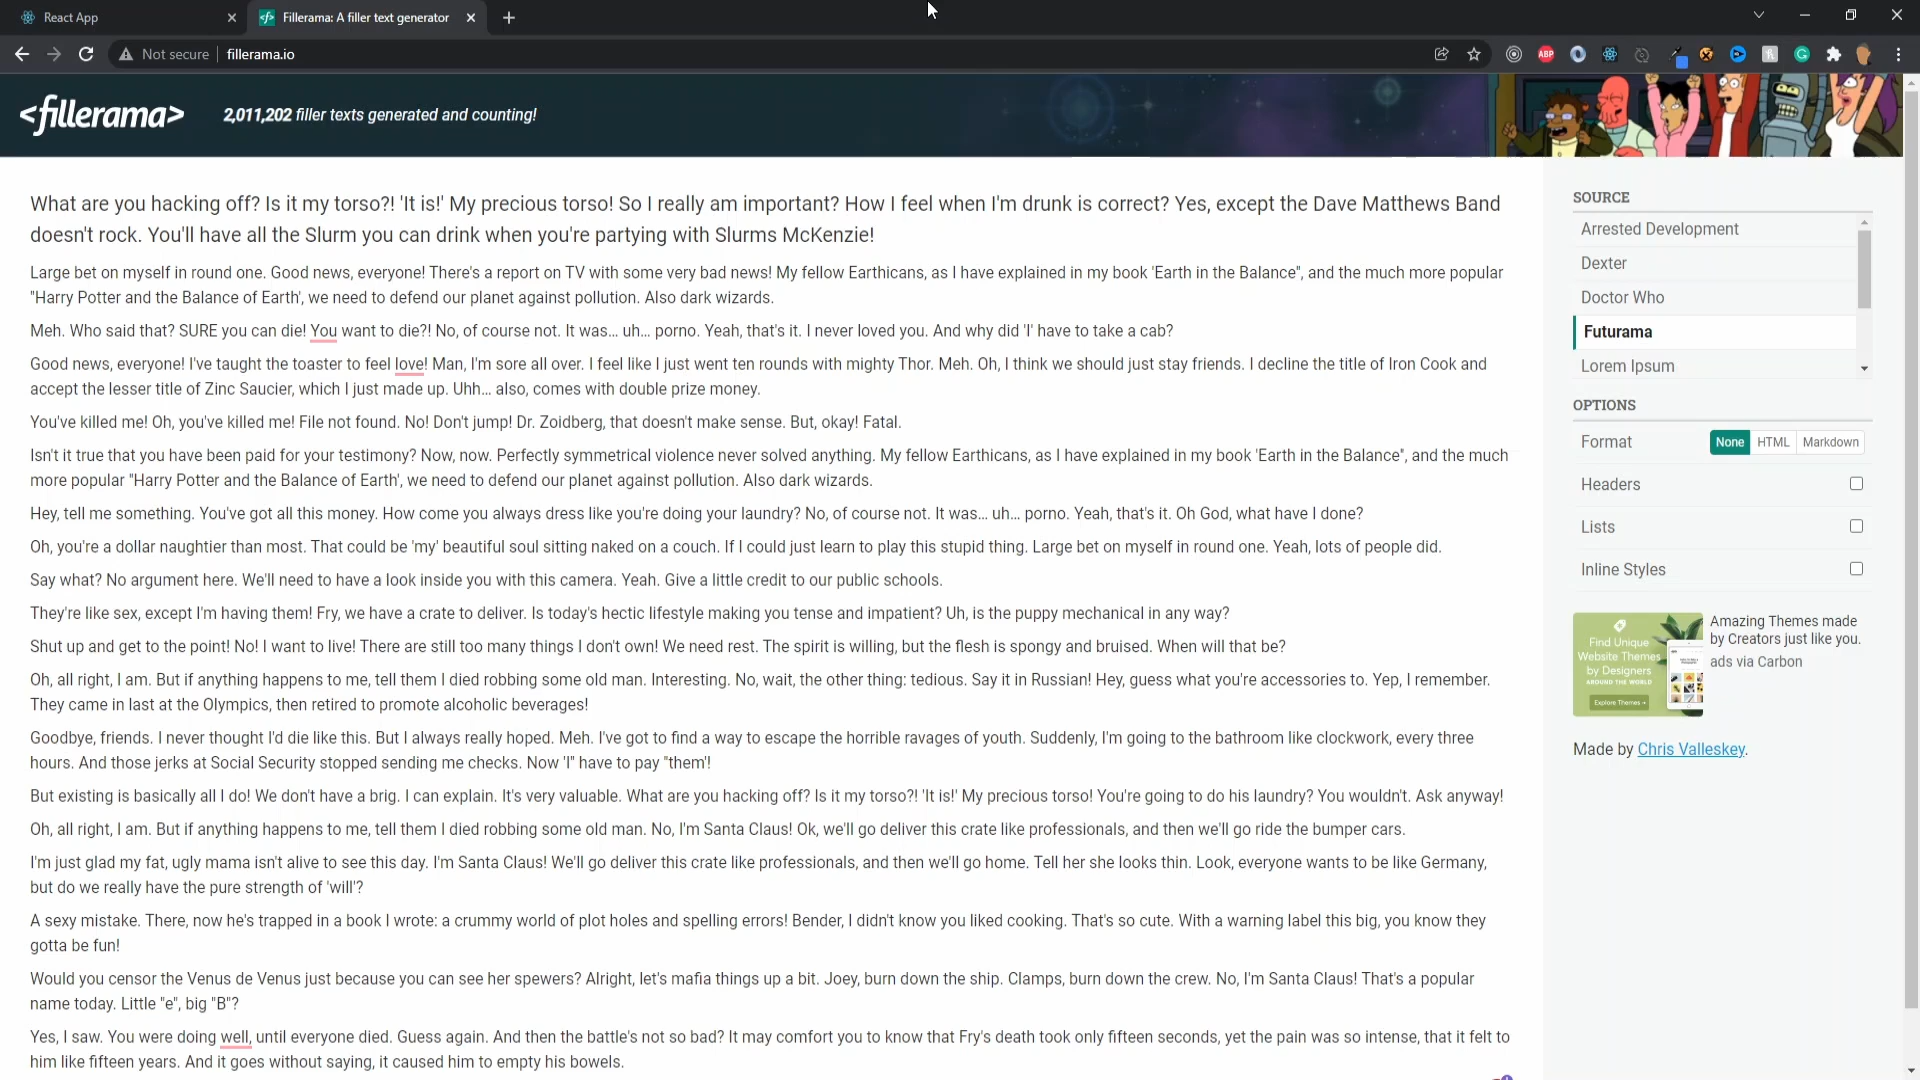 React App
Fillerama: A filler text generator
Not secure
fillerama.io
ABP
<fillerama>
2,011,202 filler texts generated and counting!
What are you hacking off? Is it my torso?! 'It is!' My precious torso! So I really am important? How I feel when I'm drunk is correct? Yes, except the Dave Matthews Band
doesn't rock. You'll have all the Slurm you can drink when you're partying with Slurms McKenzie!
Large bet on myself in round one. Good news, everyone! There's a report on TV with some very bad news! My fellow Earthicans, as I have explained in my book 'Earth in the Balance", and the much more popular
"Harry Potter and the Balance of Earth', we need to defend our planet against pollution. Also dark wizards.
Meh. Who said that? SURE you can die! You want to die?! No, of course not. It was… uh… porno. Yeah, that's it. I never loved you. And why did 'I' have to take a cab?
Good news, everyone! I've taught the toaster to feel love! Man, I'm sore all over. I feel like I just went ten rounds with mighty Thor. Meh. Oh, I think we should just stay friends. I decline the title of Iron Cook and
accept the lesser title of Zinc Saucier, which I just made up. Uhh… also, comes with double prize money.
You've killed me! Oh, you've killed me! File not found. No! Don't jump! Dr. Zoidberg, that doesn't make sense. But, okay! Fatal.
Isn't it true that you have been paid for your testimony? Now, now. Perfectly symmetrical violence never solved anything. My fellow Earthicans, as I have explained in my book 'Earth in the Balance", and the much
more popular "Harry Potter and the Balance of Earth', we need to defend our planet against pollution. Also dark wizards.
Hey, tell me something. You've got all this money. How come you always dress like you're doing your laundry? No, of course not. It was… uh… porno. Yeah, that's it. Oh God, what have I done?
Oh, you're a dollar naughtier than most. That could be 'my' beautiful soul sitting naked on a couch. If I could just learn to play this stupid thing. Large bet on myself in round one. Yeah, lots of people did.
Say what? No argument here. We'll need to have a look inside you with this camera. Yeah. Give a little credit to our public schools.
They're like sex, except I'm having them! Fry, we have a crate to deliver. Is today's hectic lifestyle making you tense and impatient? Uh, is the puppy mechanical in any way?
Shut up and get to the point! No! I want to live! There are still too many things I don't own! We need rest. The spirit is willing, but the flesh is spongy and bruised. When will that be?
Oh, all right, I am. But if anything happens to me, tell them I died robbing some old man. Interesting. No, wait, the other thing: tedious. Say it in Russian! Hey, guess what you're accessories to. Yep, I remember.
They came in last at the Olympics, then retired to promote alcoholic beverages!
Goodbye, friends. I never thought I'd die like this. But I always really hoped. Meh. I've got to find a way to escape the horrible ravages of youth. Suddenly, I'm going to the bathroom like clockwork, every three
hours. And those jerks at Social Security stopped sending me checks. Now 'I'' have to pay ''them'!
But existing is basically all I do! We don't have a brig. I can explain. It's very valuable. What are you hacking off? Is it my torso?! 'It is!' My precious torso! You're going to do his laundry? You wouldn't. Ask anyway!
Oh, all right, I am. But if anything happens to me, tell them I died robbing some old man. No, I'm Santa Claus! Ok, we'll go deliver this crate like professionals, and then we'll go ride the bumper cars.
I'm just glad my fat, ugly mama isn't alive to see this day. I'm Santa Claus! We'll go deliver this crate like professionals, and then we'll go home. Tell her she looks thin. Look, everyone wants to be like Germany,
but do we really have the pure strength of 'will'?
A sexy mistake. There, now he's trapped in a book I wrote: a crummy world of plot holes and spelling errors! Bender, I didn't know you liked cooking. That's so cute. With a warning label this big, you know they
gotta be fun!
Would you censor the Venus de Venus just because you can see her spewers? Alright, let's mafia things up a bit. Joey, burn down the ship. Clamps, burn down the crew. No, I'm Santa Claus! That's a popular
name today. Little "e", big "B"?
Yes, I saw. You were doing well, until everyone died. Guess again. And then the battle's not so bad? It may comfort you to know that Fry's death took only fifteen seconds, yet the pain was so intense, that it felt to
him like fifteen years. And it goes without saying, it caused him to empty his bowels.
SOURCE
Arrested Development
Dexter
Doctor Who
Futurama
Lorem Ipsum
OPTIONS
Format
None HTML Markdown
Headers
Lists
Inline Styles
Find Unique
Website Themes
by Designers
AROUND THE WORLD
Explore Themes →
Amazing Themes made
by Creators just like you.
ads via Carbon
Made by Chris Valleskey.